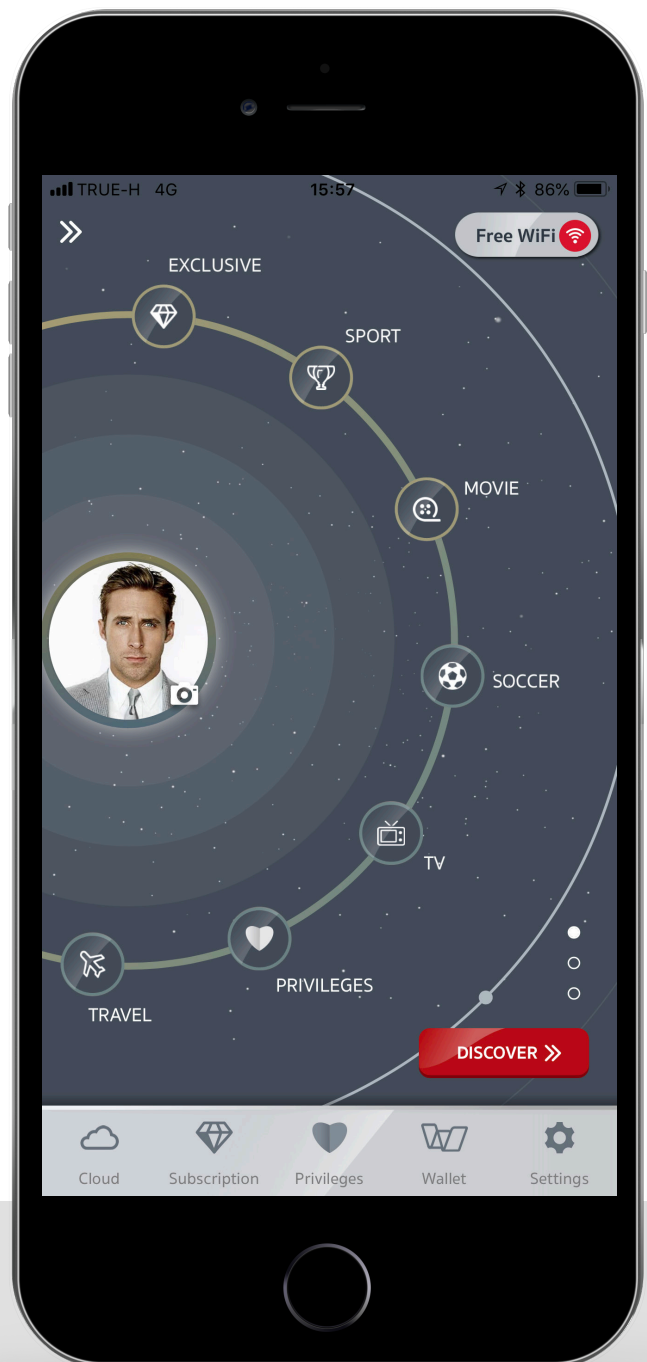 TRUE-H 4G 15:57 86%
Free WiFi
EXCLUSIVE
SPORT
MOVIE
SOCCER
TV
PRIVILEGES
TRAVEL
DISCOVER
Cloud Subscription Privileges Wallet Settings